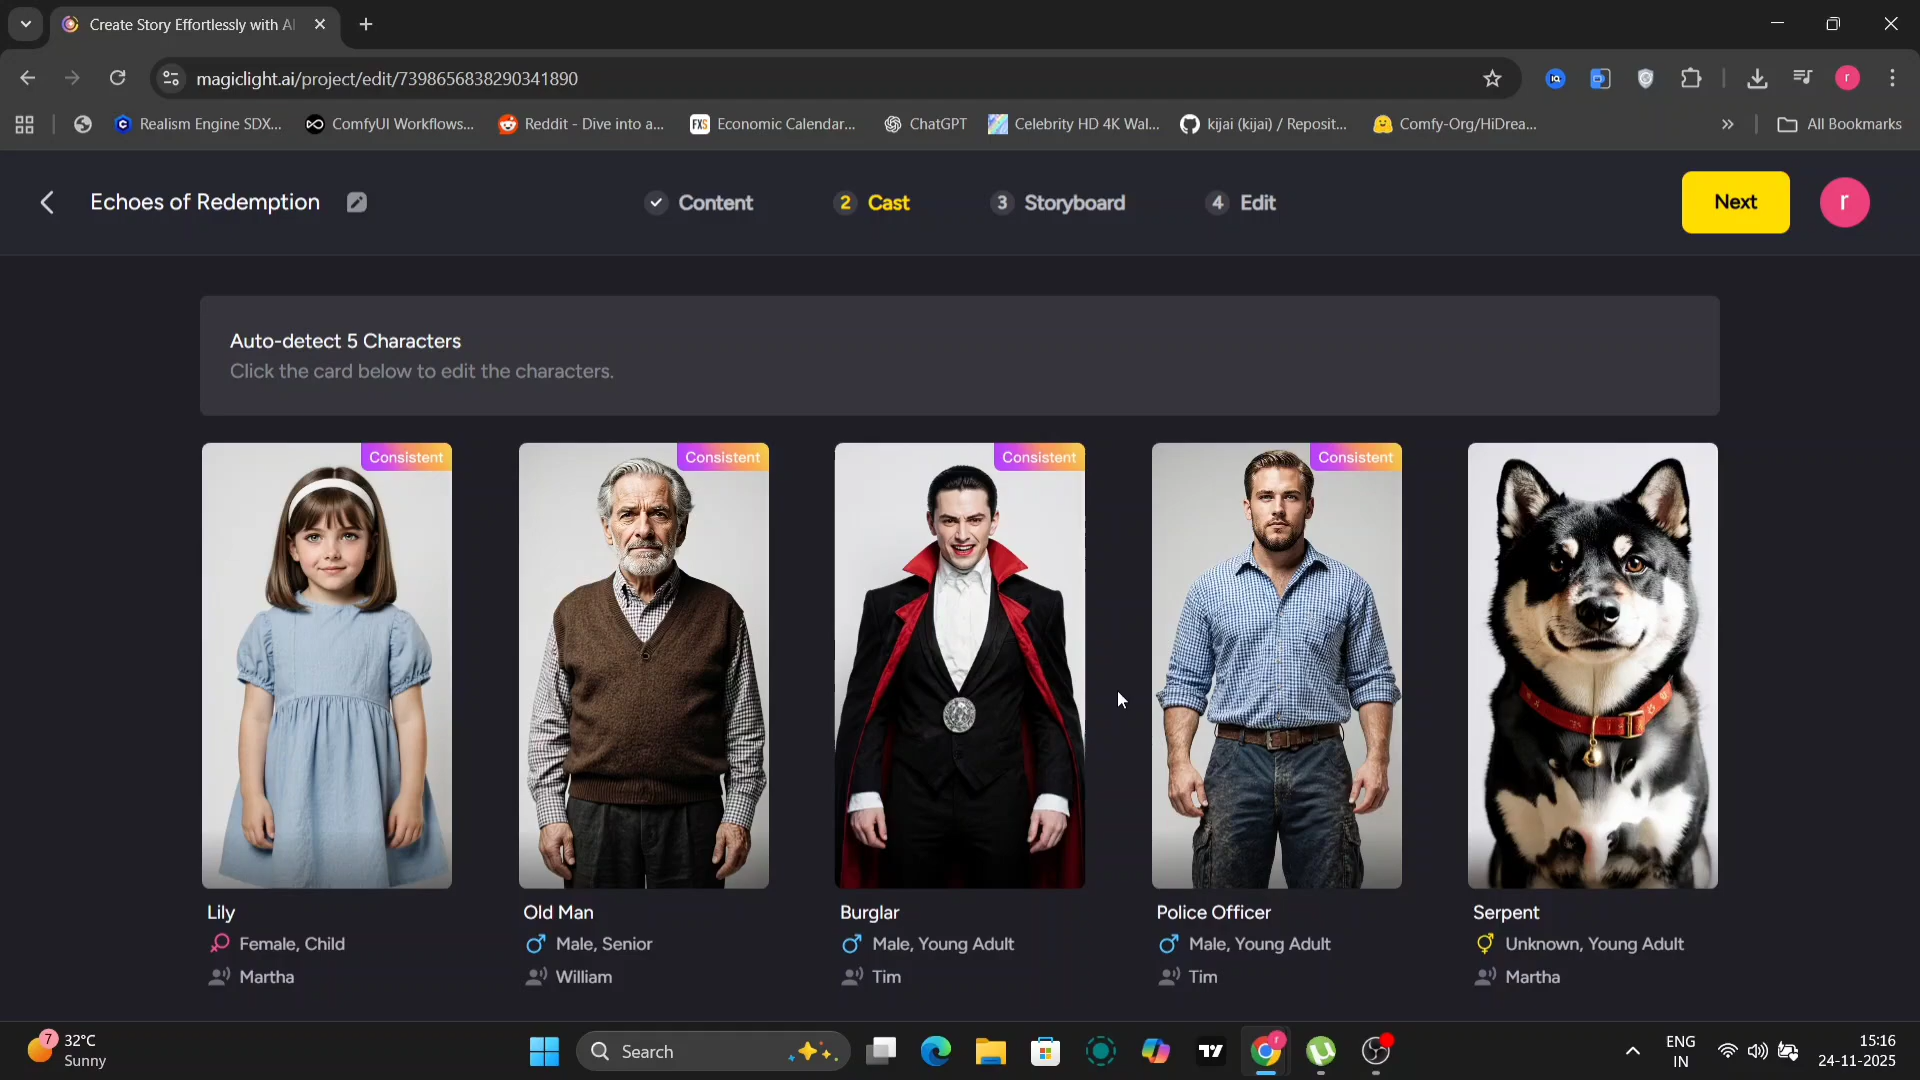 Create Story Effortlessly with AI
magiclight.ai/project/edit/7398656838290341890
r
Realism Engine SDX...
ComfyUI Workflows...
Reddit - Dive into a...
FXS
Economic Calendar...
ChatGPT
Celebrity HD 4K Wal...
kijai (kijai) / Reposit...
Comfy-Org/HiDrea...
All Bookmarks
Echoes of Redemption
Content
2 Cast
3 Storyboard
4 Edit
Next
r
Auto-detect 5 Characters
Click the card below to edit the characters.
Consistent
Consistent
Consistent
Consistent
Lily
Female, Child
Martha
Old Man
Male, Senior
William
Burglar
Male, Young Adult
Tim
Police Officer
Male, Young Adult
Tim
Serpent
Unknown, Young Adult
Martha
7
32°C
Sunny
Search
ENG
IN
15:16
24-11-2025